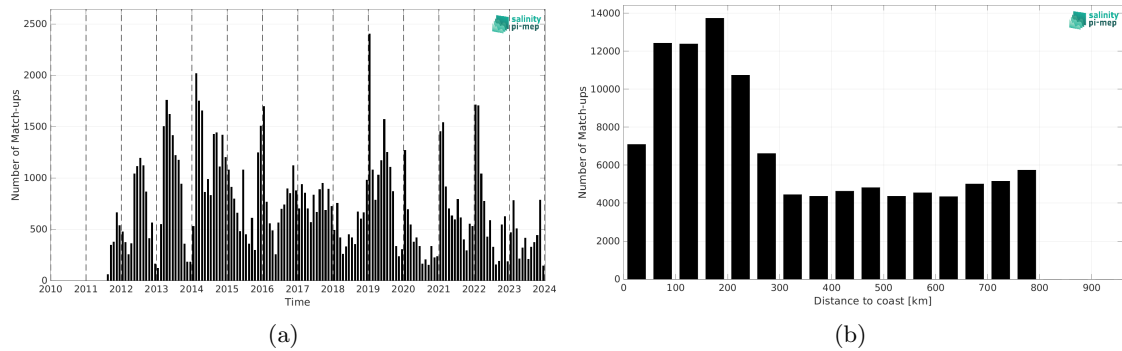 salinity
pi-mep
Number of Match-ups
2500
2000
1500
1000
500
0
2010 2011 2012 2013 2014 2015 2016 2017 2018 2019 2020 2021 2022 2023 2024
Time
(a)
salinity
pi-mep
Number of Match-ups
14000
12000
10000
8000
6000
4000
2000
0
0 100 200 300 400 500 600 700 800 900
Distance to coast [km]
(b)